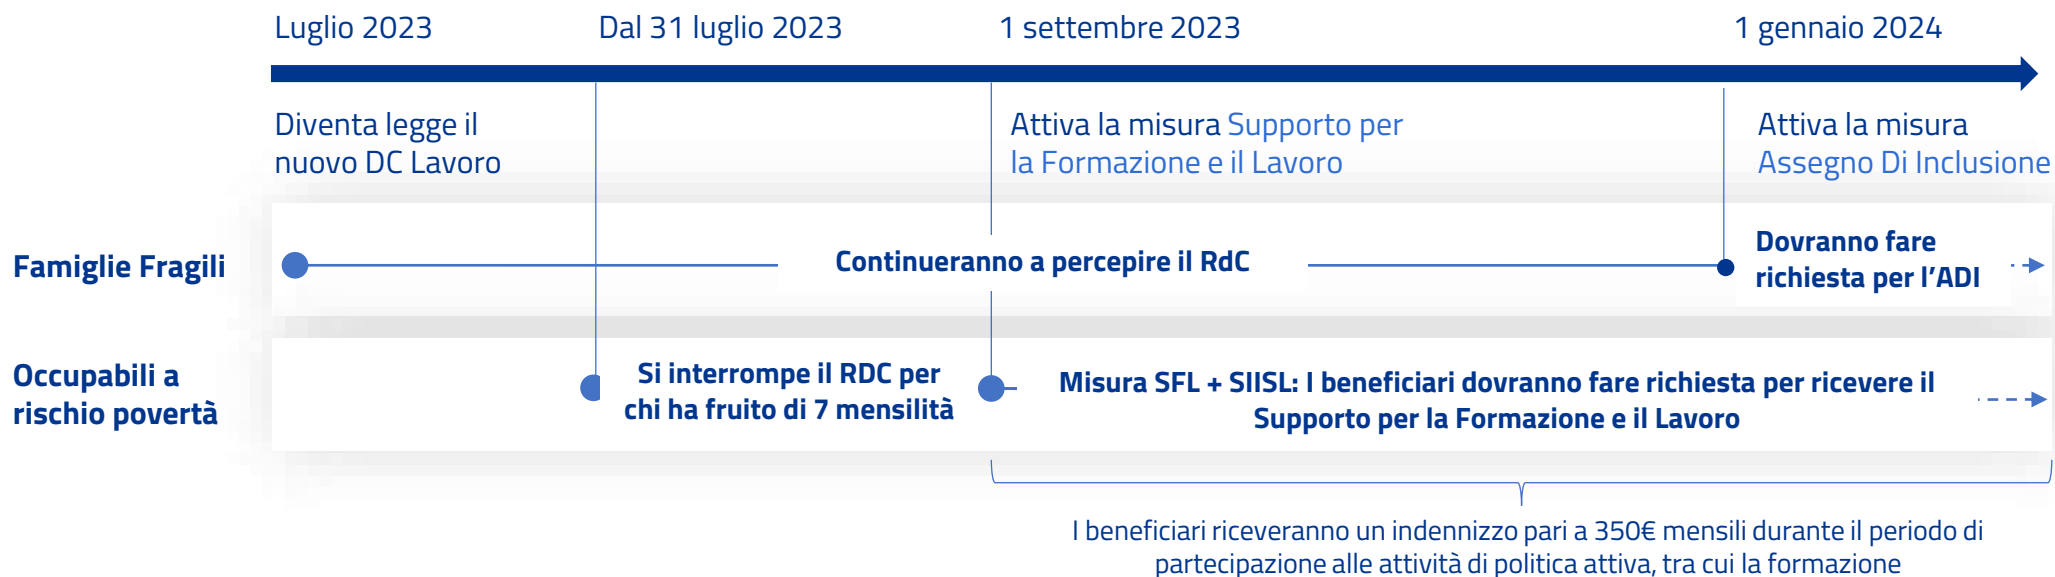 Luglio 2023
Dal 31 luglio 2023
1 settembre 2023
1 gennaio 2024
Diventa legge il
nuovo DC Lavoro
Attiva la misura Supporto per
la Formazione e il Lavoro
Attiva la misura
Assegno Di Inclusione
Famiglie Fragili
Continueranno a percepire il RdC
Dovranno fare
richiesta per l’ADI
Occupabili a
rischio povertà
Si interrompe il RDC per
chi ha fruito di 7 mensilità
Misura SFL + SIISL: I beneficiari dovranno fare richiesta per ricevere il
Supporto per la Formazione e il Lavoro
I beneficiari riceveranno un indennizzo pari a 350€ mensili durante il periodo di
partecipazione alle attività di politica attiva, tra cui la formazione